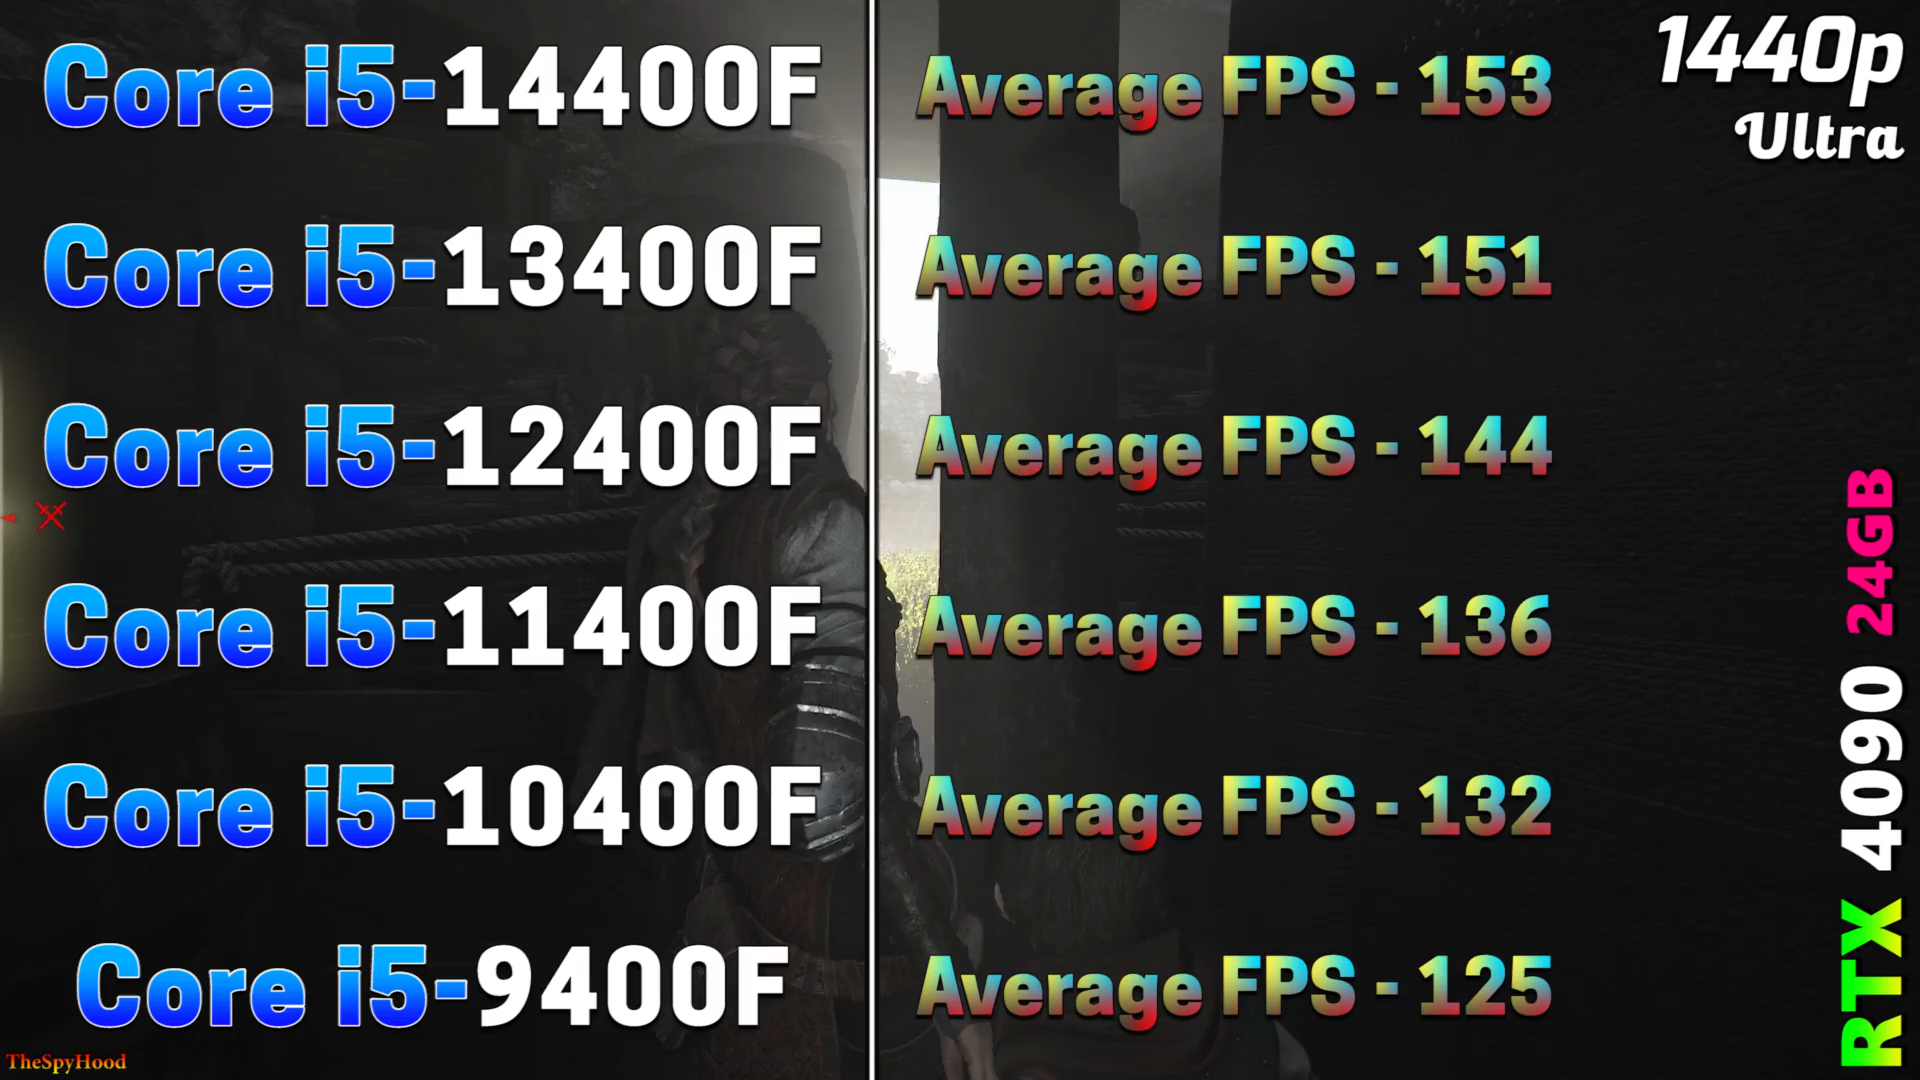 Core i5-14400F Average FPS - 153
1440p
Ultra
Core i5-13400F Average FPS - 151
Core i5-12400F Average FPS - 144
Core i5-11400F Average FPS - 136
Core i5-10400F Average FPS - 132
Core i5-9400F Average FPS - 125
RTX 4090 24GB
TheSpyHood